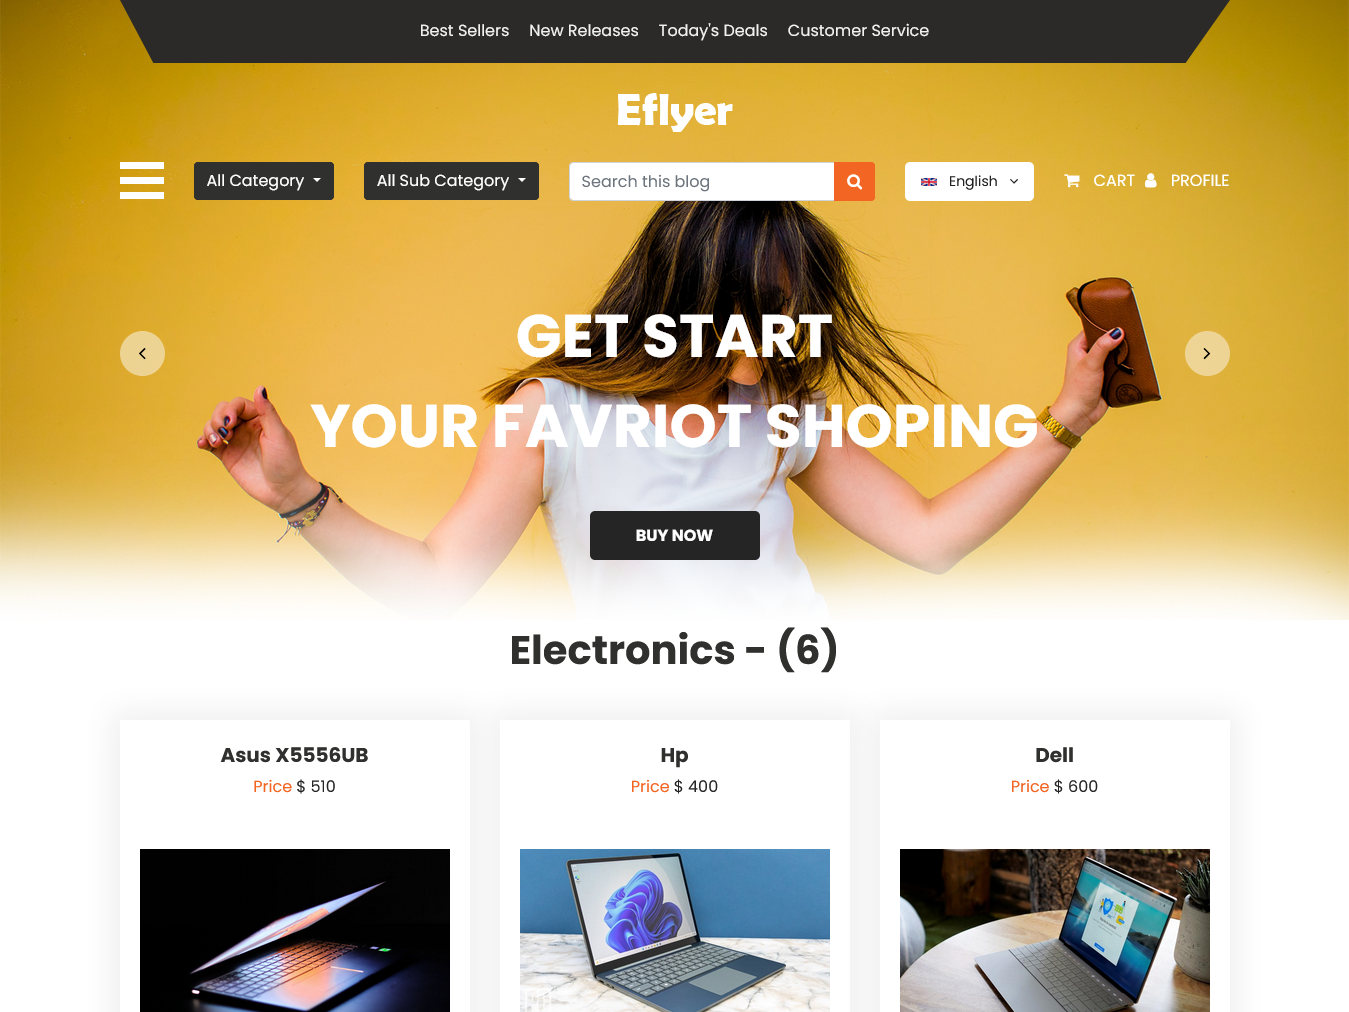 Best Sellers New Releases Today's Deals Customer Service
Eflyer
All Category All Sub Category Search this blog English CART PROFILE
GET START
YOUR FAVRIOT SHOPING
BUY NOW
Electronics - (6)
Asus X5556UB Hp Dell
Price $ 510 Price $ 400 Price $ 600